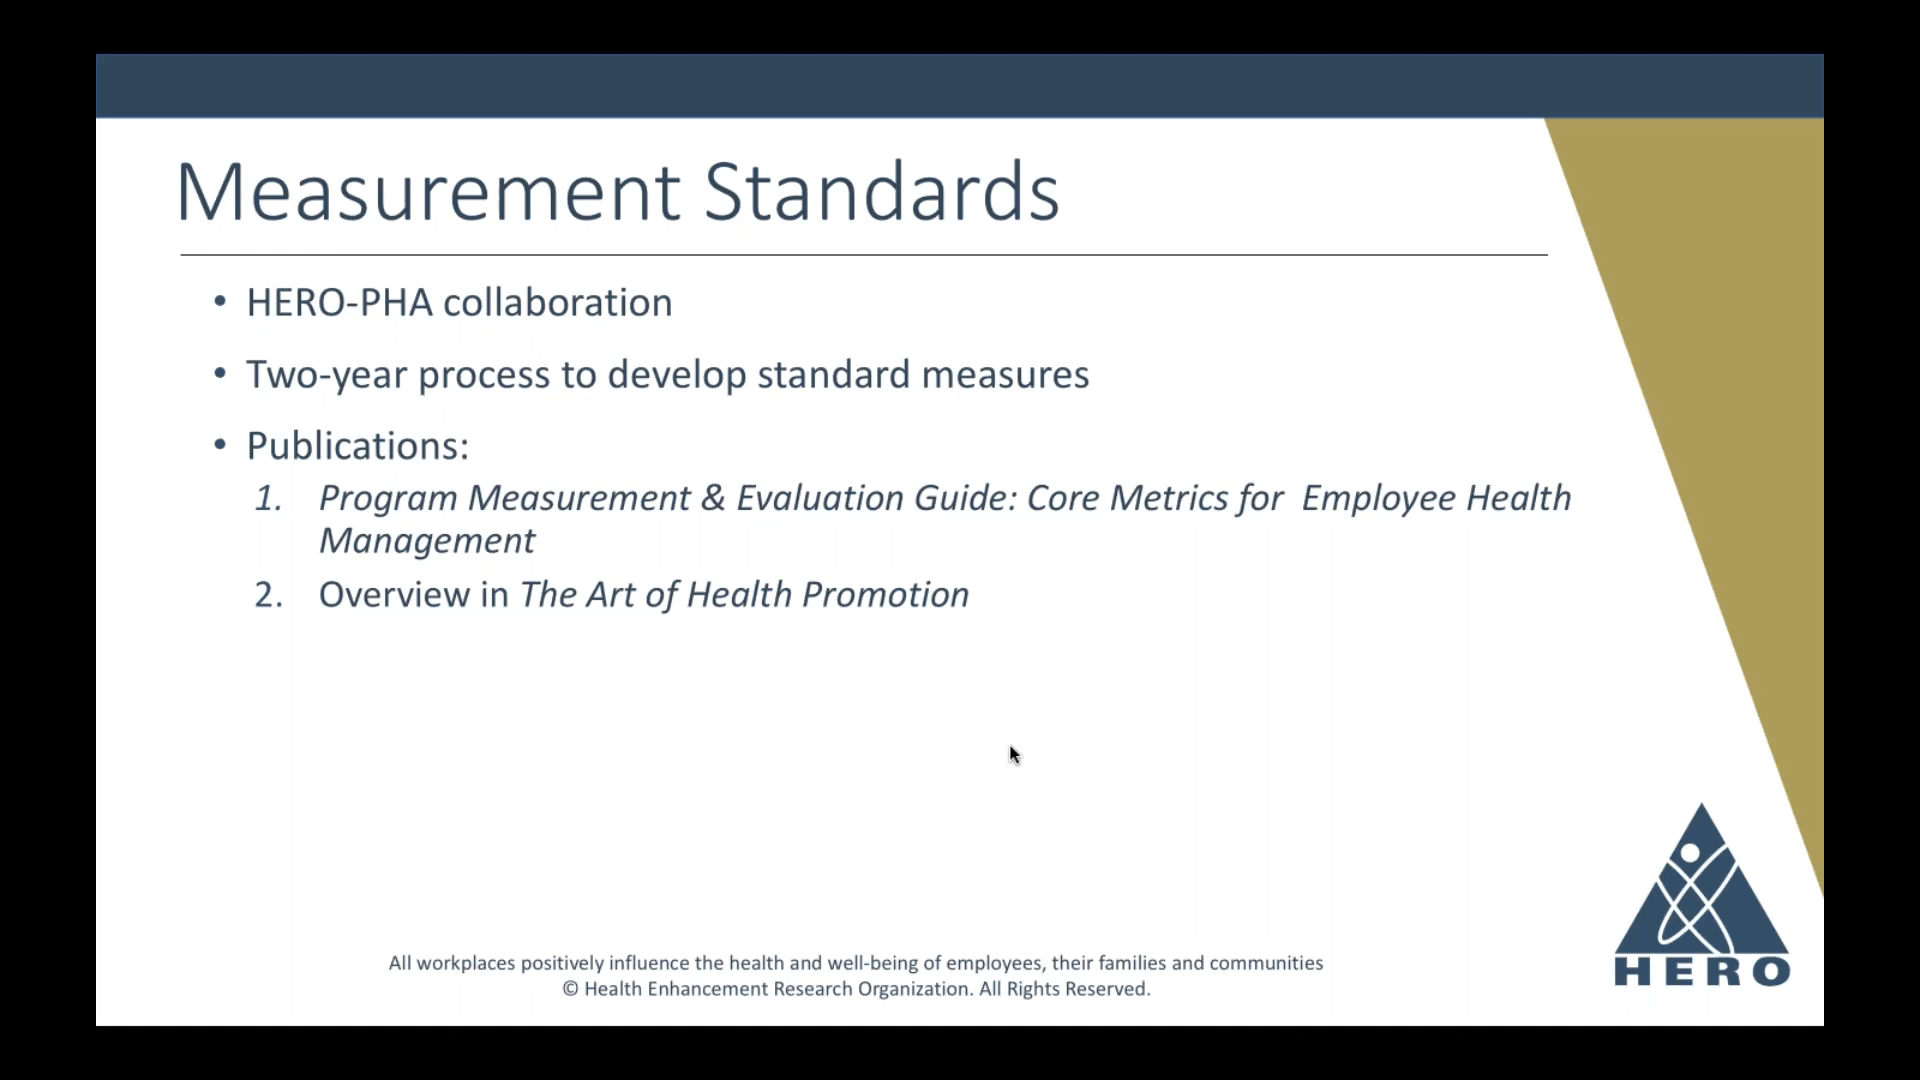 Measurement Standards
• HERO-PHA collaboration
• Two-year process to develop standard measures
• Publications:
1. Program Measurement & Evaluation Guide: Core Metrics for Employee Health
Management
2. Overview in The Art of Health Promotion
All workplaces positively influence the health and well-being of employees, their families and communities
© Health Enhancement Research Organization. All Rights Reserved.
HERO